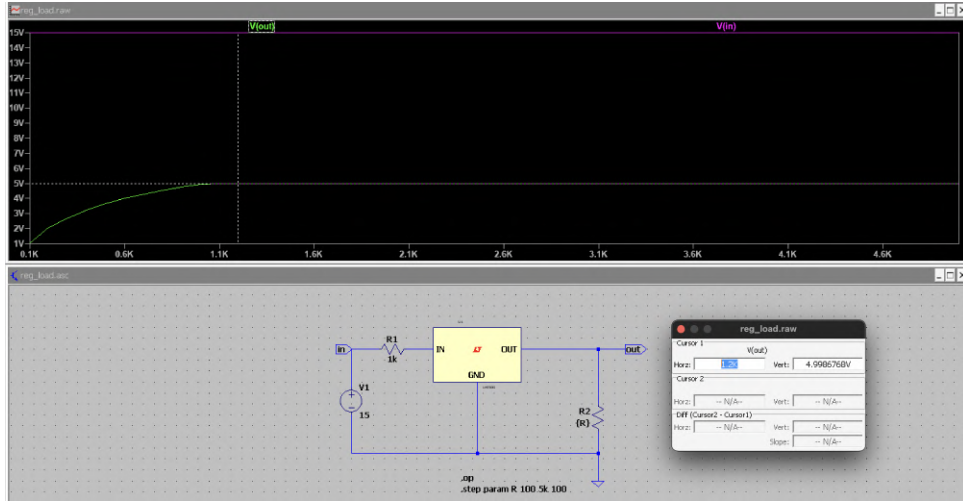 reg_load.raw
V(out) V(in)
15V
14V
13V
12V
11V
10V
9V
8V
7V
6V
5V
4V
3V
2V
1V
0.1K 0.6K 1.1K 1.6K 2.1K 2.6K 3.1K 3.6K 4.1K 4.6K
reg_load.asc
in R1 IN OUT out
1k
GND
V1
15
R2
{R}
.op
.step param R 100 5k 100
reg_load.raw
Cursor 1
V(out)
Horz: 1.2K Vert: 4.998676BV
Cursor 2
Horz: -- N/A-- Vert: -- N/A--
Diff (Cursor2 - Cursor1)
Horz: -- N/A-- Vert: -- N/A--
Slope: -- N/A--